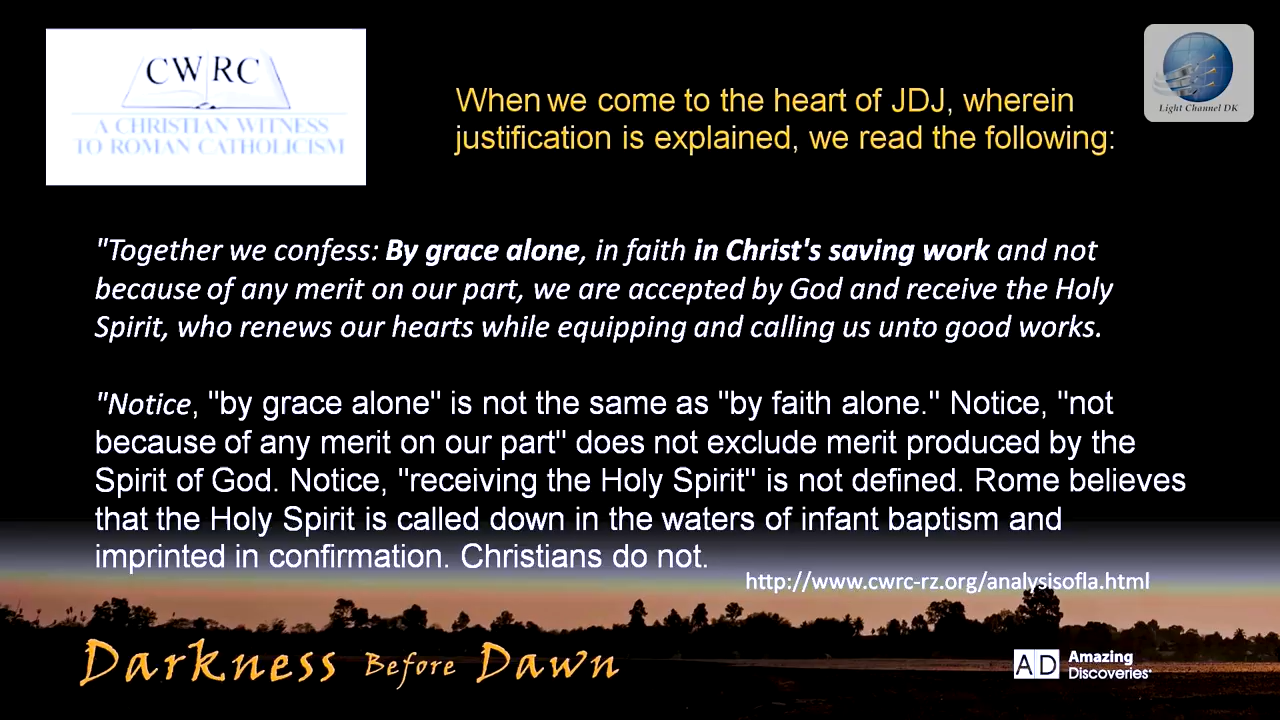 CW RC
A CHRISTIAN WITNESS
TO ROMAN CATHOLICISM
When we come to the heart of JDJ, wherein
justification is explained, we read the following:
Light Channel DK
"Together we confess: By grace alone, in faith in Christ's saving work and not
because of any merit on our part, we are accepted by God and receive the Holy
Spirit, who renews our hearts while equipping and calling us unto good works.
"Notice, "by grace alone" is not the same as "by faith alone." Notice, "not
because of any merit on our part" does not exclude merit produced by the
Spirit of God. Notice, "receiving the Holy Spirit" is not defined. Rome believes
that the Holy Spirit is called down in the waters of infant baptism and
imprinted in confirmation. Christians do not.
http://www.cwrc-rz.org/analysisofla.html
Darkness Before Dawn
AD Amazing
Discoveries